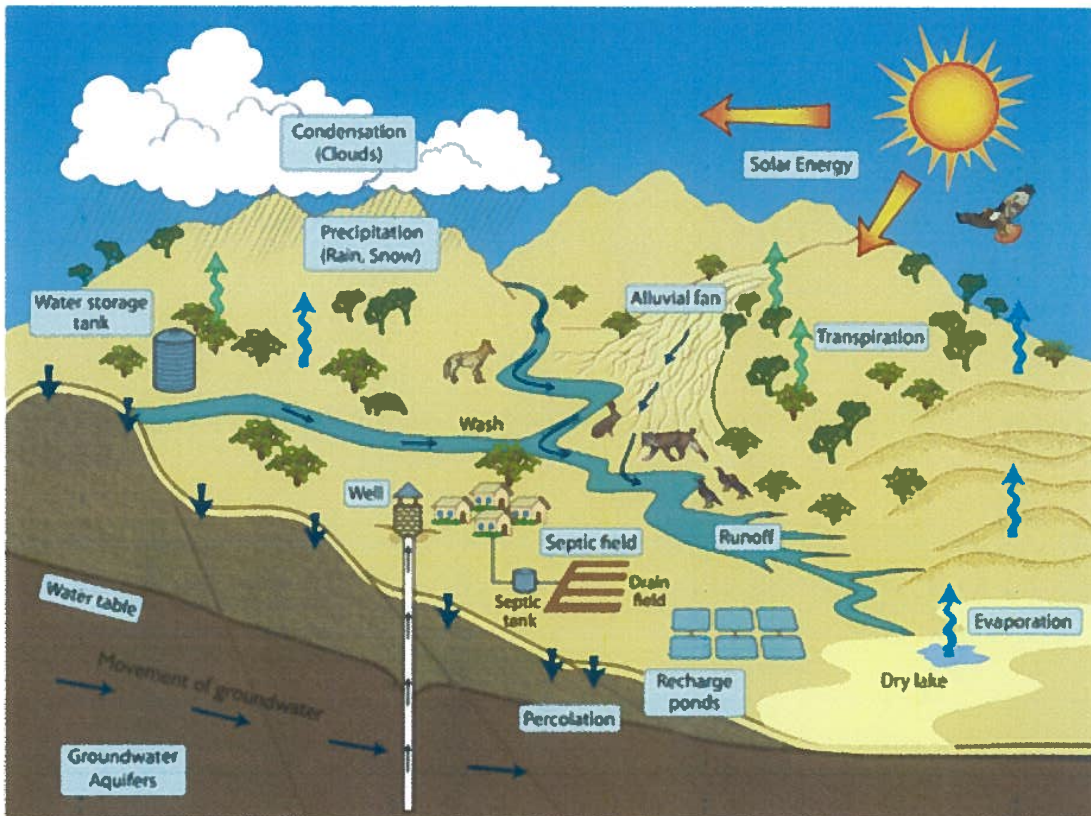 Condensation
(Clouds)
Solar Energy
Precipitation
(Rain, Snow)
Water storage
tank
Alluvial fan
Transpiration
Wash
Well
Septic field
Runoff
Septic
tank
Drain
field
Water table
Evaporation
Movement of groundwater
Recharge
ponds
Dry lake
Percolation
Groundwater
Aquifers